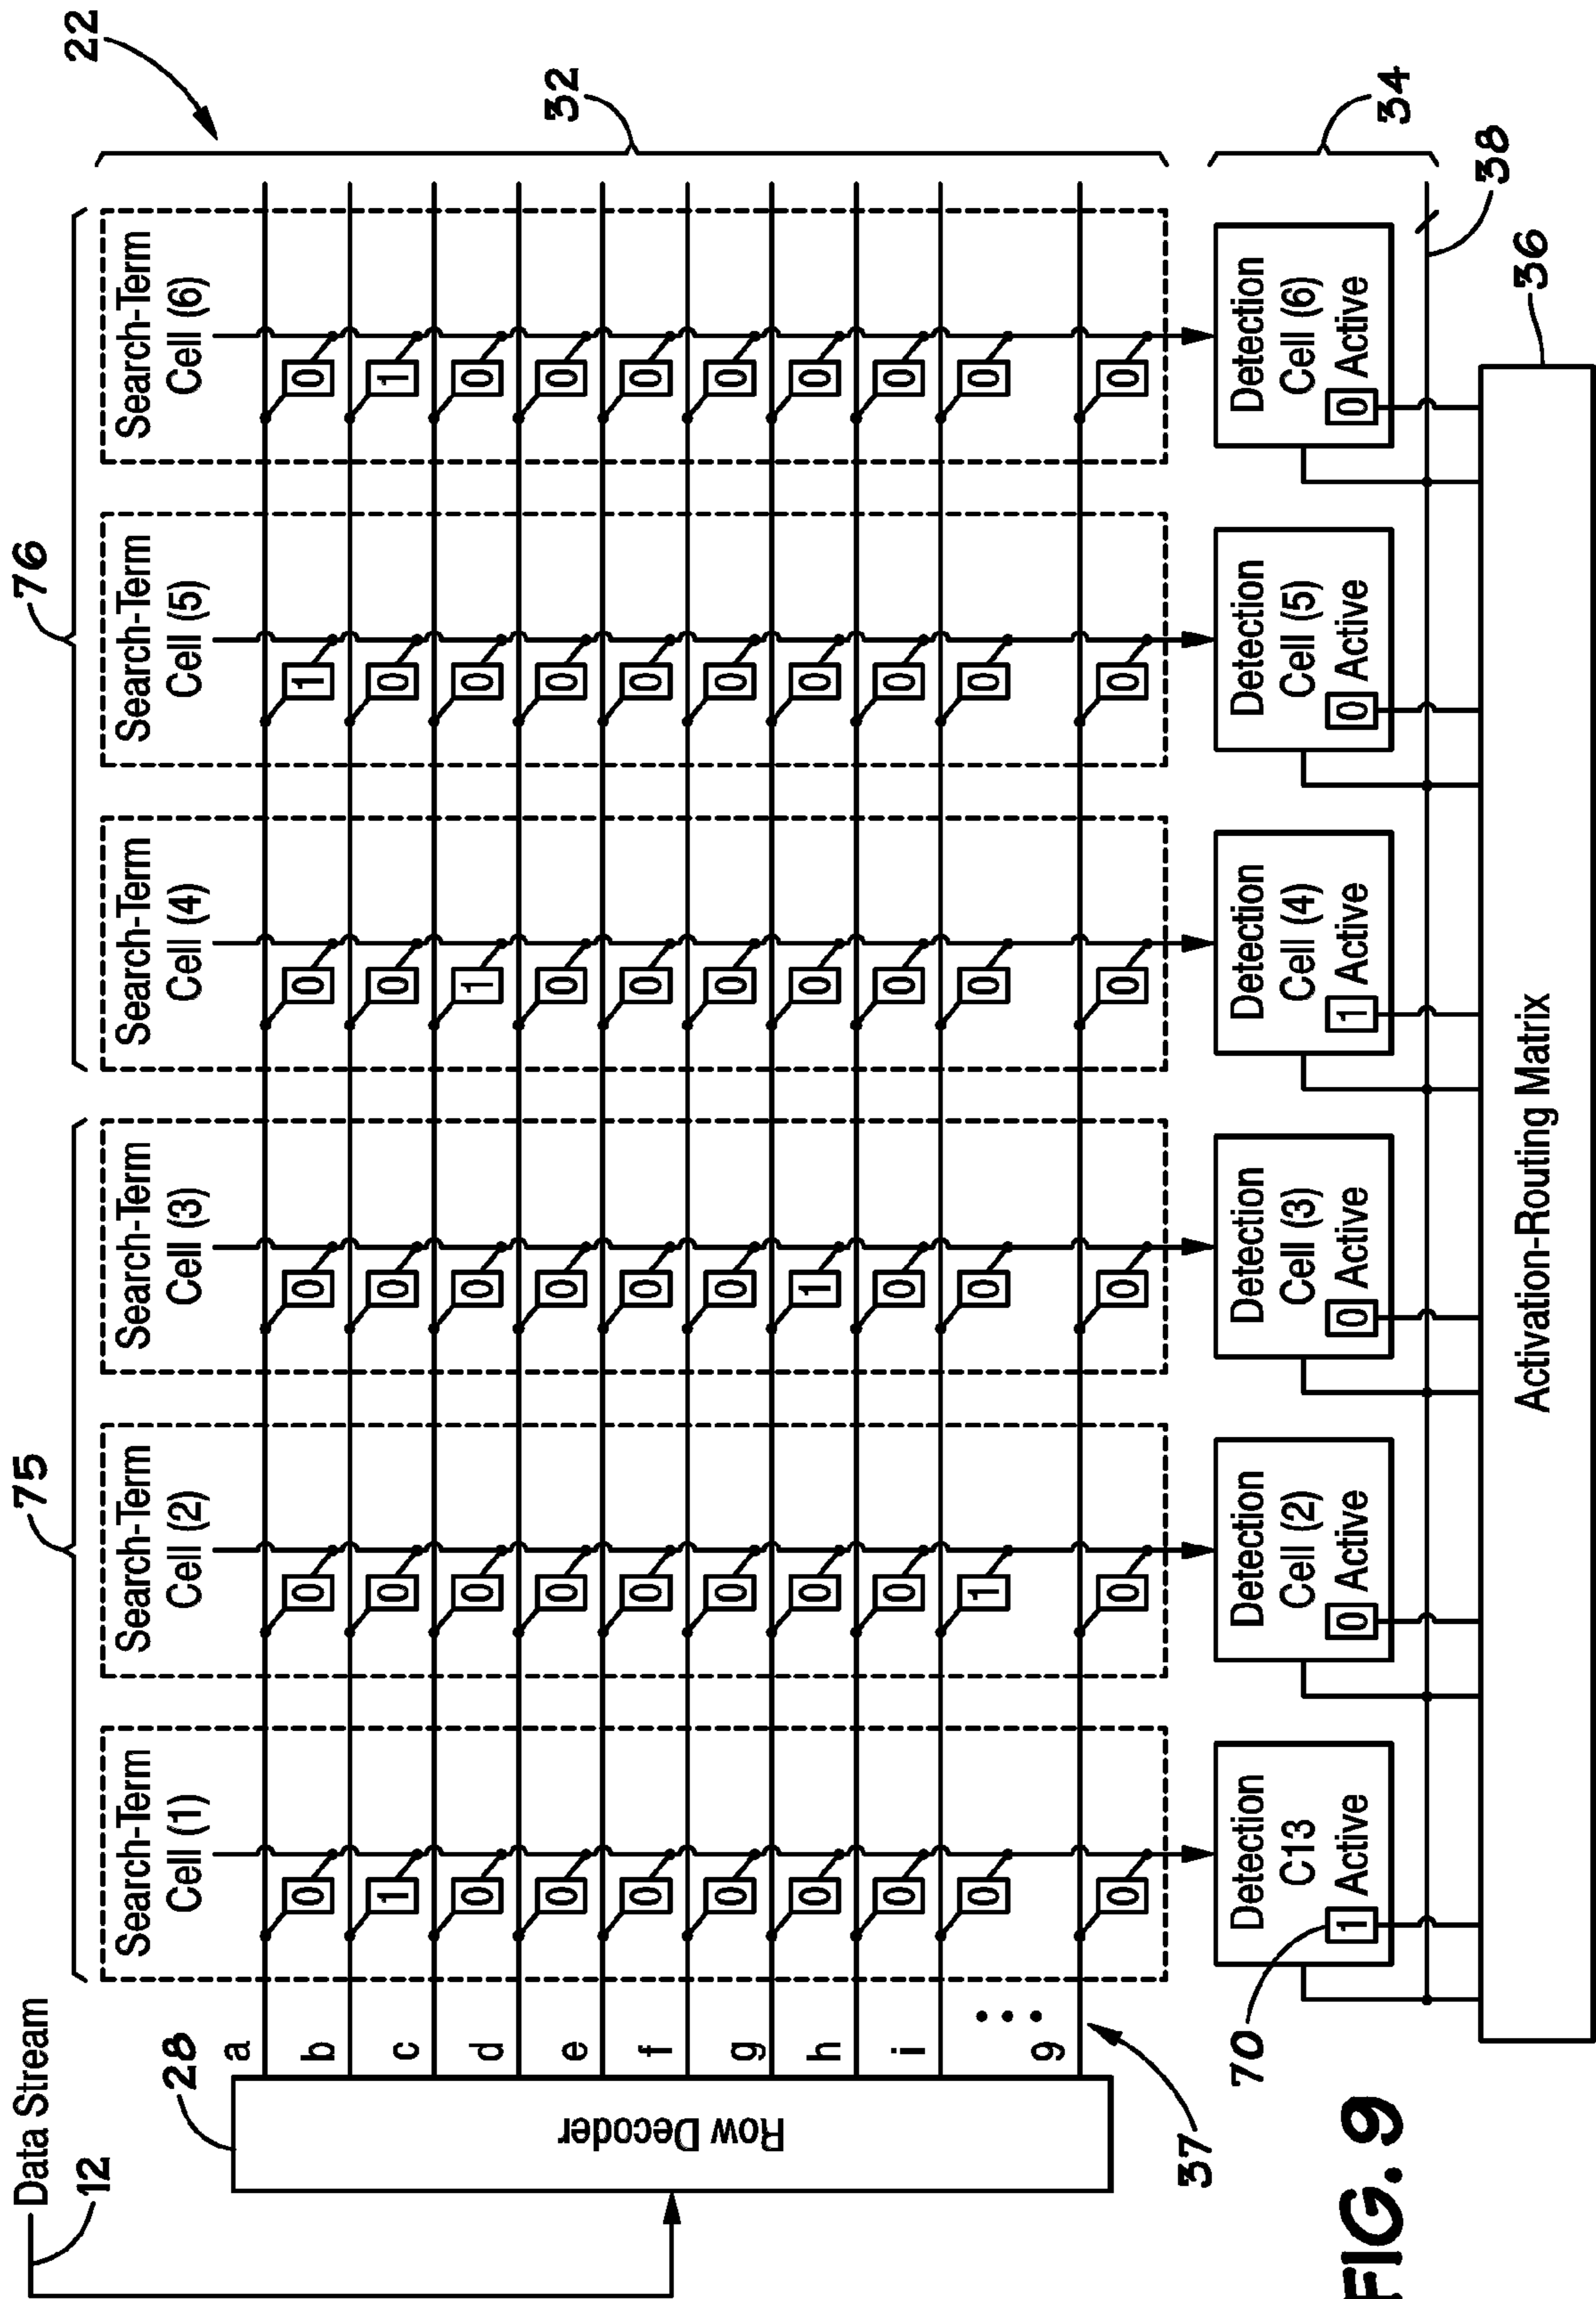 Data Stream
12
75
76
22
28
Row Decoder
Search-Term Cell (1)
Search-Term Cell (2)
Search-Term Cell (3)
Search-Term Cell (4)
Search-Term Cell (5)
Search-Term Cell (6)
a 0 0 0 0 1 0
b 1 0 0 0 0 1
c 0 0 0 1 0 0
d 0 0 0 0 0 0
e 0 0 0 0 0 0
f 0 0 0 0 0 0
g 0 0 1 0 0 0
h 0 0 0 0 0 0
i 0 1 0 0 0 0
9 0 0 0 0 0 0
32
37
70
Detection C13 1 Active
Detection Cell (2) 0 Active
Detection Cell (3) 0 Active
Detection Cell (4) 1 Active
Detection Cell (5) 0 Active
Detection Cell (6) 0 Active
34
38
Activation-Routing Matrix
36
FIG. 9